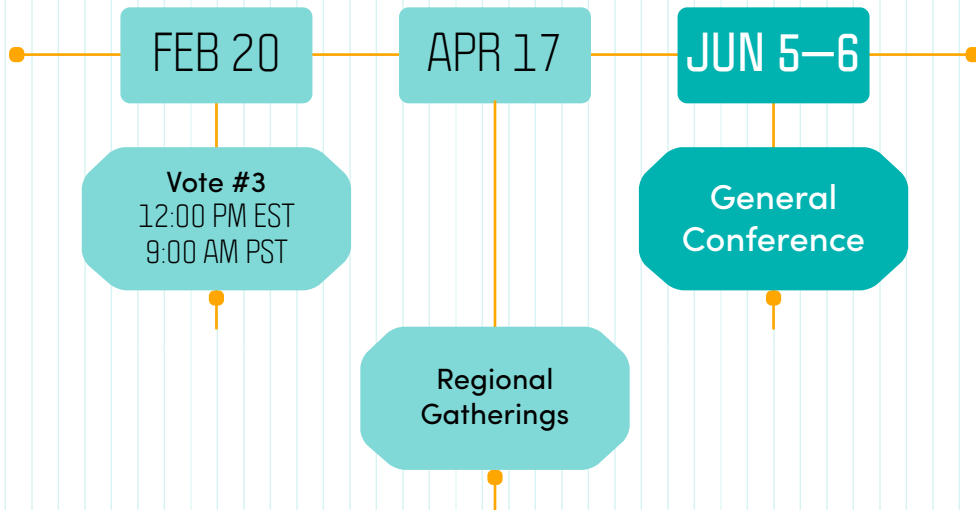 FEB 20
APR 17
JUN 5—6
Vote #3
12:00 PM EST
9:00 AM PST
General
Conference
Regional
Gatherings